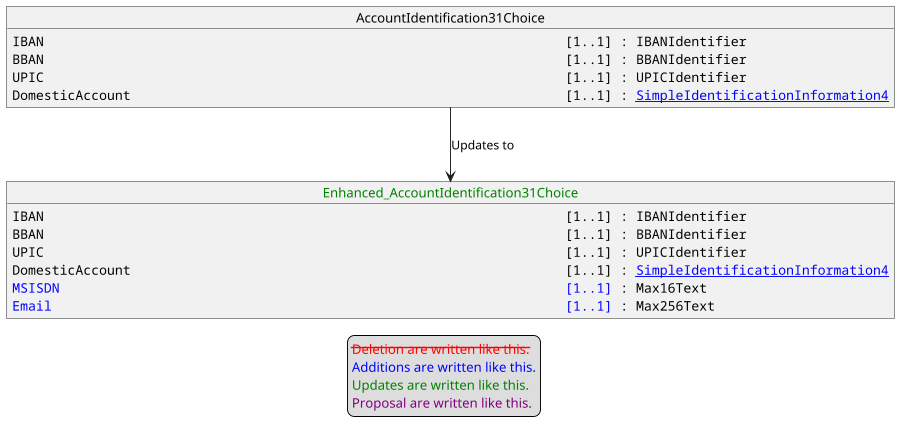 AccountIdentification31Choice
IBAN [1..1] : IBANIdentifier
BBAN [1..1] : BBANIdentifier
UPIC [1..1] : UPICIdentifier
DomesticAccount [1..1] : SimpleIdentificationInformation4
Updates to
Enhanced_AccountIdentification31Choice
IBAN [1..1] : IBANIdentifier
BBAN [1..1] : BBANIdentifier
UPIC [1..1] : UPICIdentifier
DomesticAccount [1..1] : SimpleIdentificationInformation4
MSISDN [1..1] : Max16Text
Email [1..1] : Max256Text
Deletion are written like this.
Additions are written like this.
Updates are written like this.
Proposal are written like this.